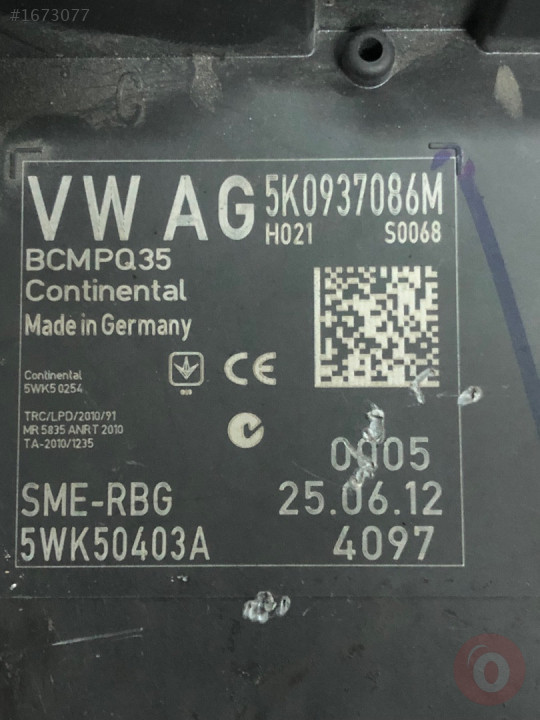 #1673077
VW AG 5K0937086M
H021 S0068
BCMPQ35
Continental
Made in Germany
Continental
5WK50254
CE
009
TRC/LPD/2010/91
MR 5835 ANRT 2010
TA-2010/1235
0005
SME-RBG 25.06.12
5WK50403A 4097